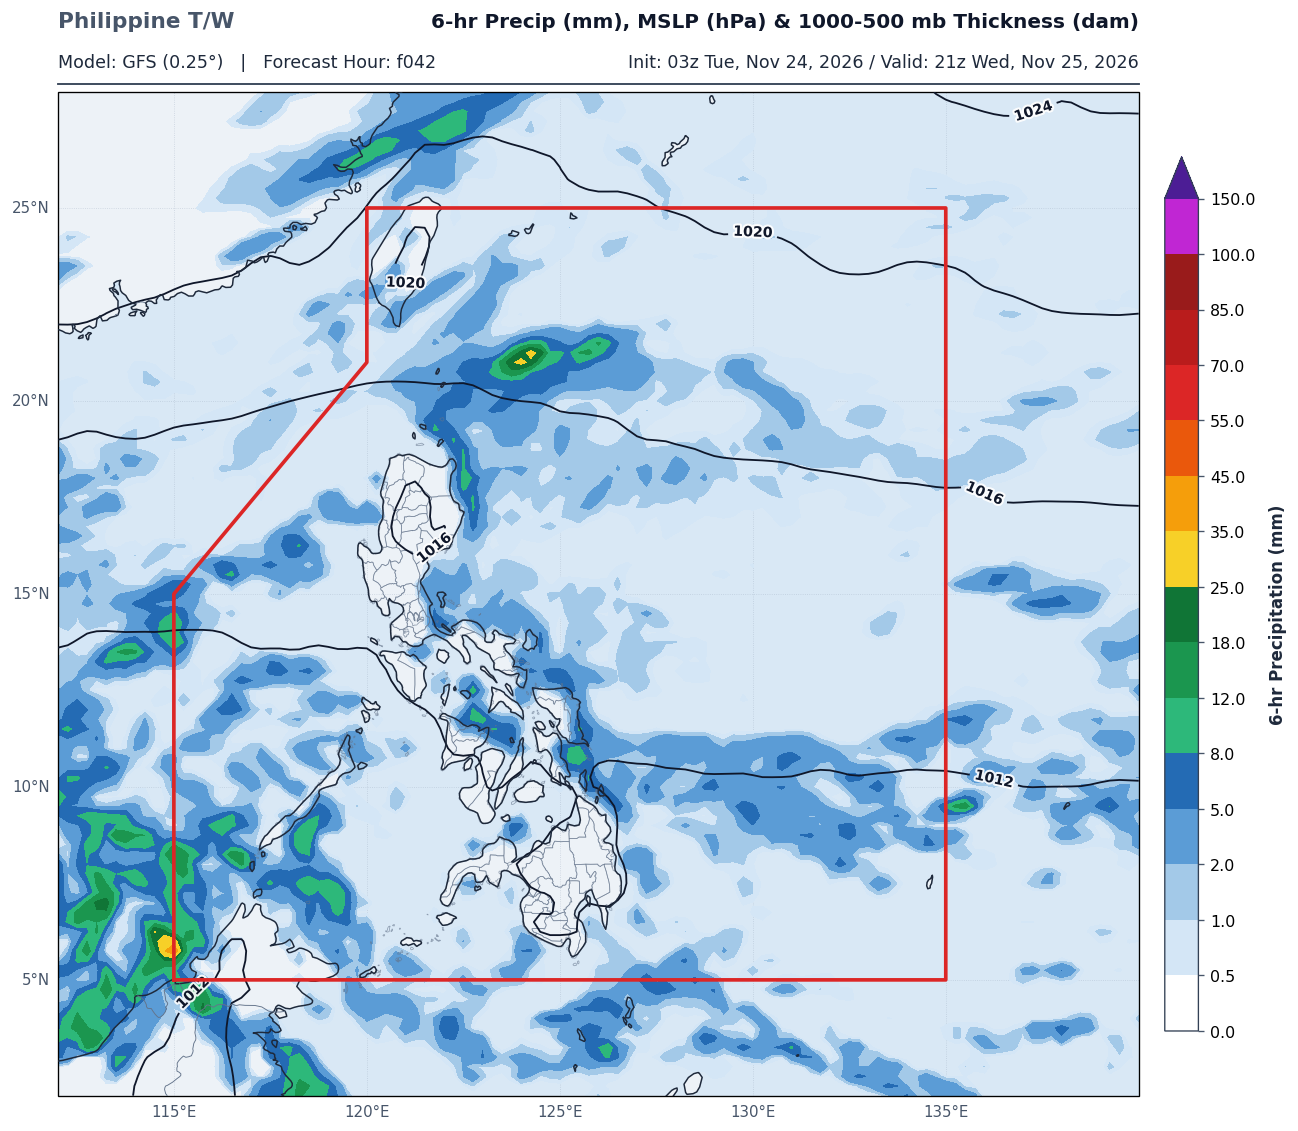 Philippine T/W
6-hr Precip (mm), MSLP (hPa) & 1000-500 mb Thickness (dam)
Model: GFS (0.25°) | Forecast Hour: f042
Init: 03z Tue, Nov 24, 2026 / Valid: 21z Wed, Nov 25, 2026
1024
1020
1020
1016
1016
1012
1012
25°N
20°N
15°N
10°N
5°N
115°E
120°E
125°E
130°E
135°E
150.0
100.0
85.0
70.0
55.0
45.0
35.0
25.0
18.0
12.0
8.0
5.0
2.0
1.0
0.5
0.0
6-hr Precipitation (mm)